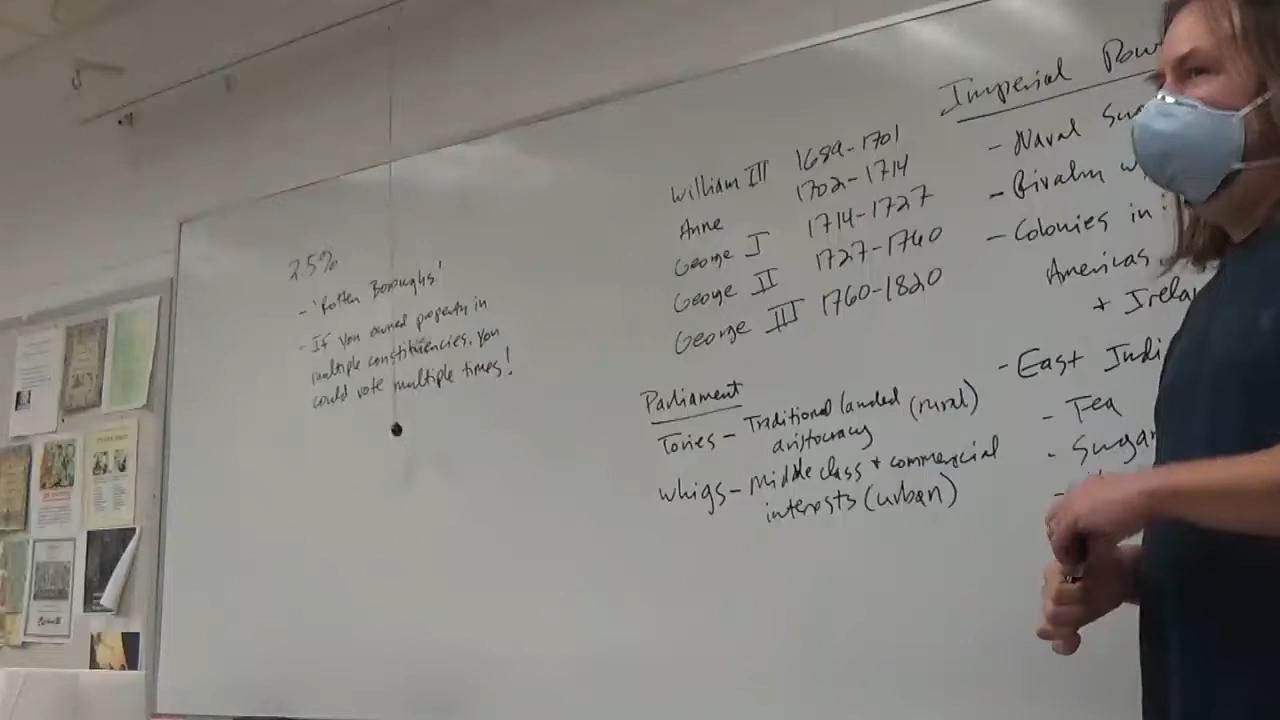 2.5%
- 'Rotten Boroughs'
- If you owned property in
multiple constituencies, you
could vote multiple times!
William III 1689-1701
Anne 1702-1714
George I 1714-1727
George II 1727-1760
George III 1760-1820
Parliament
Tories - Traditional landed (rural)
aristocracy
Whigs - Middle class + commercial
interests (urban)
Imperial
- Naval
- Rivalry
- Colonies in:
Americas
+
- East
- Tea
- Sugar